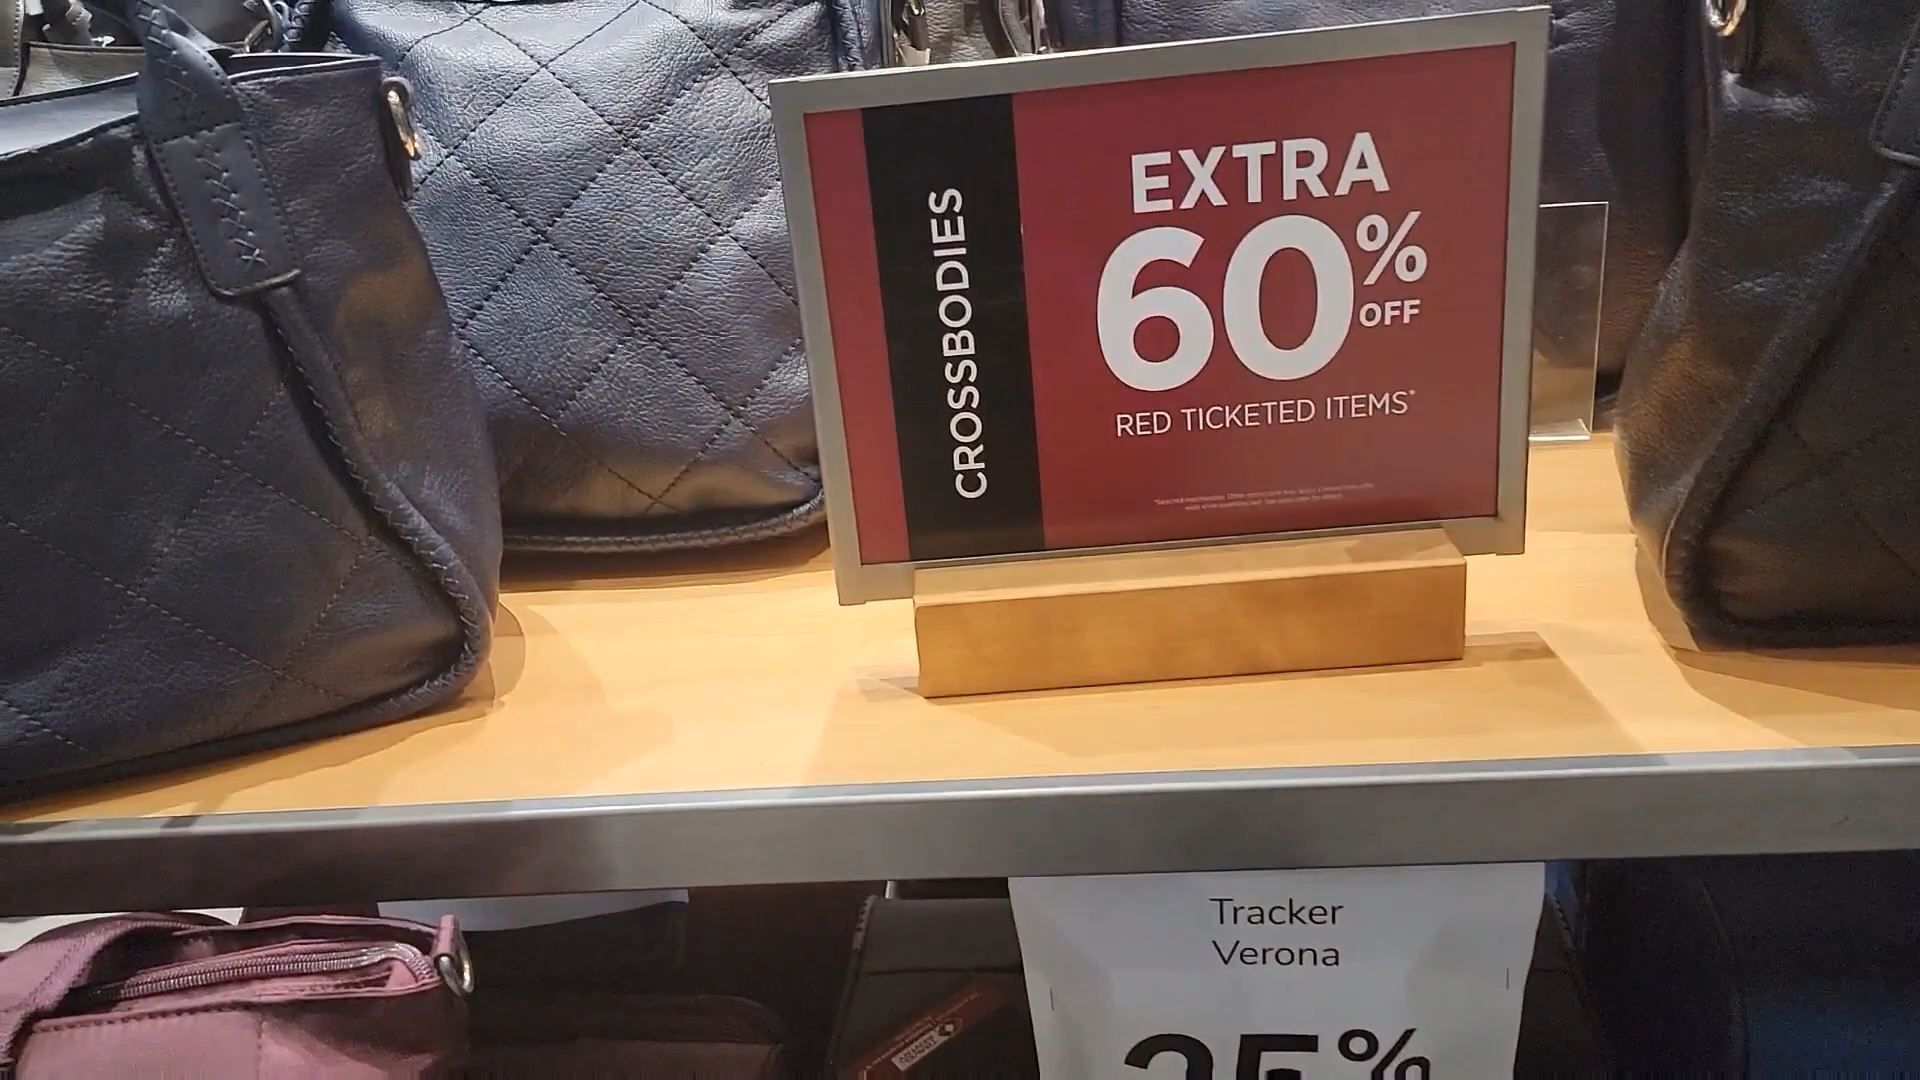 CROSSBODIES
EXTRA
60%
OFF
RED TICKETED ITEMS*
Tracker
Verona